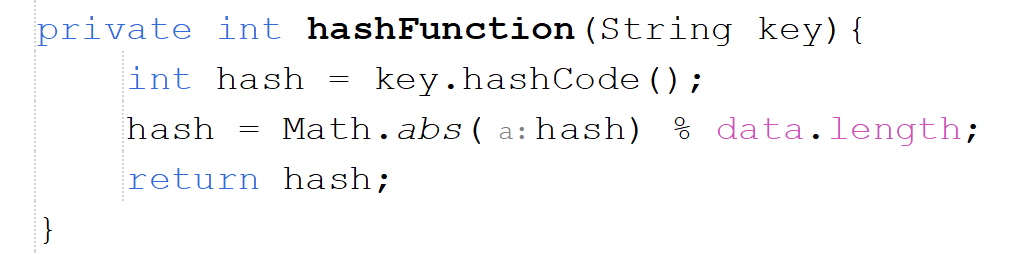 private int hashFunction(String key){
int hash = key.hashCode();
hash = Math.abs( a: hash) % data.length;
return hash;
}